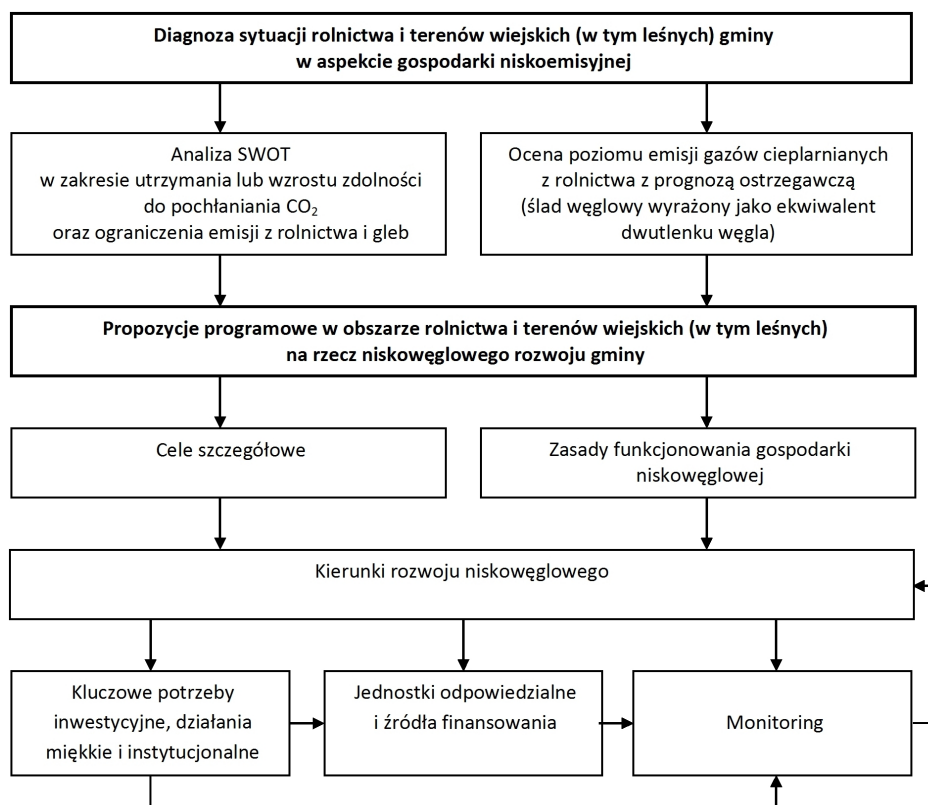 Diagnoza sytuacji rolnictwa i terenów wiejskich (w tym leśnych) gminy
w aspekcie gospodarki niskoemisyjnej
Analiza SWOT
w zakresie utrzymania lub wzrostu zdolności
do pochłaniania CO₂
oraz ograniczenia emisji z rolnictwa i gleb
Ocena poziomu emisji gazów cieplarnianych
z rolnictwa z prognozą ostrzegawczą
(ślad węglowy wyrażony jako ekwiwalent
dwutlenku węgla)
Propozycje programowe w obszarze rolnictwa i terenów wiejskich (w tym leśnych)
na rzecz niskowęglowego rozwoju gminy
Cele szczegółowe
Zasady funkcjonowania gospodarki
niskowęglowej
Kierunki rozwoju niskowęglowego
Kluczowe potrzeby
inwestycyjne, działania
miękkie i instytucjonalne
Jednostki odpowiedzialne
i źródła finansowania
Monitoring